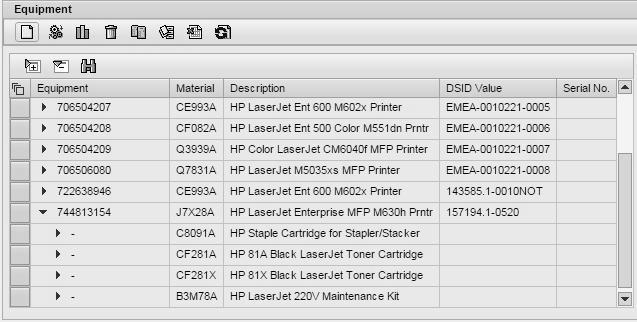 Equipment
Equipment Material Description DSID Value Serial No.
706504207 CE993A HP LaserJet Ent 600 M602x Printer EMEA-0010221-0005
706504208 CF082A HP LaserJet Ent 500 Color M551dn Prntr EMEA-0010221-0006
706504209 Q3939A HP Color LaserJet CM6040f MFP Printer EMEA-0010221-0007
706506080 Q7831A HP LaserJet M5035xs MFP Printer EMEA-0010221-0008
722638946 CE993A HP LaserJet Ent 600 M602x Printer 143585.1-0010NOT
744813154 J7X28A HP LaserJet Enterprise MFP M630h Prntr 157194.1-0520
- C8091A HP Staple Cartridge for Stapler/Stacker
- CF281A HP 81A Black LaserJet Toner Cartridge
- CF281X HP 81X Black LaserJet Toner Cartridge
- B3M78A HP LaserJet 220V Maintenance Kit